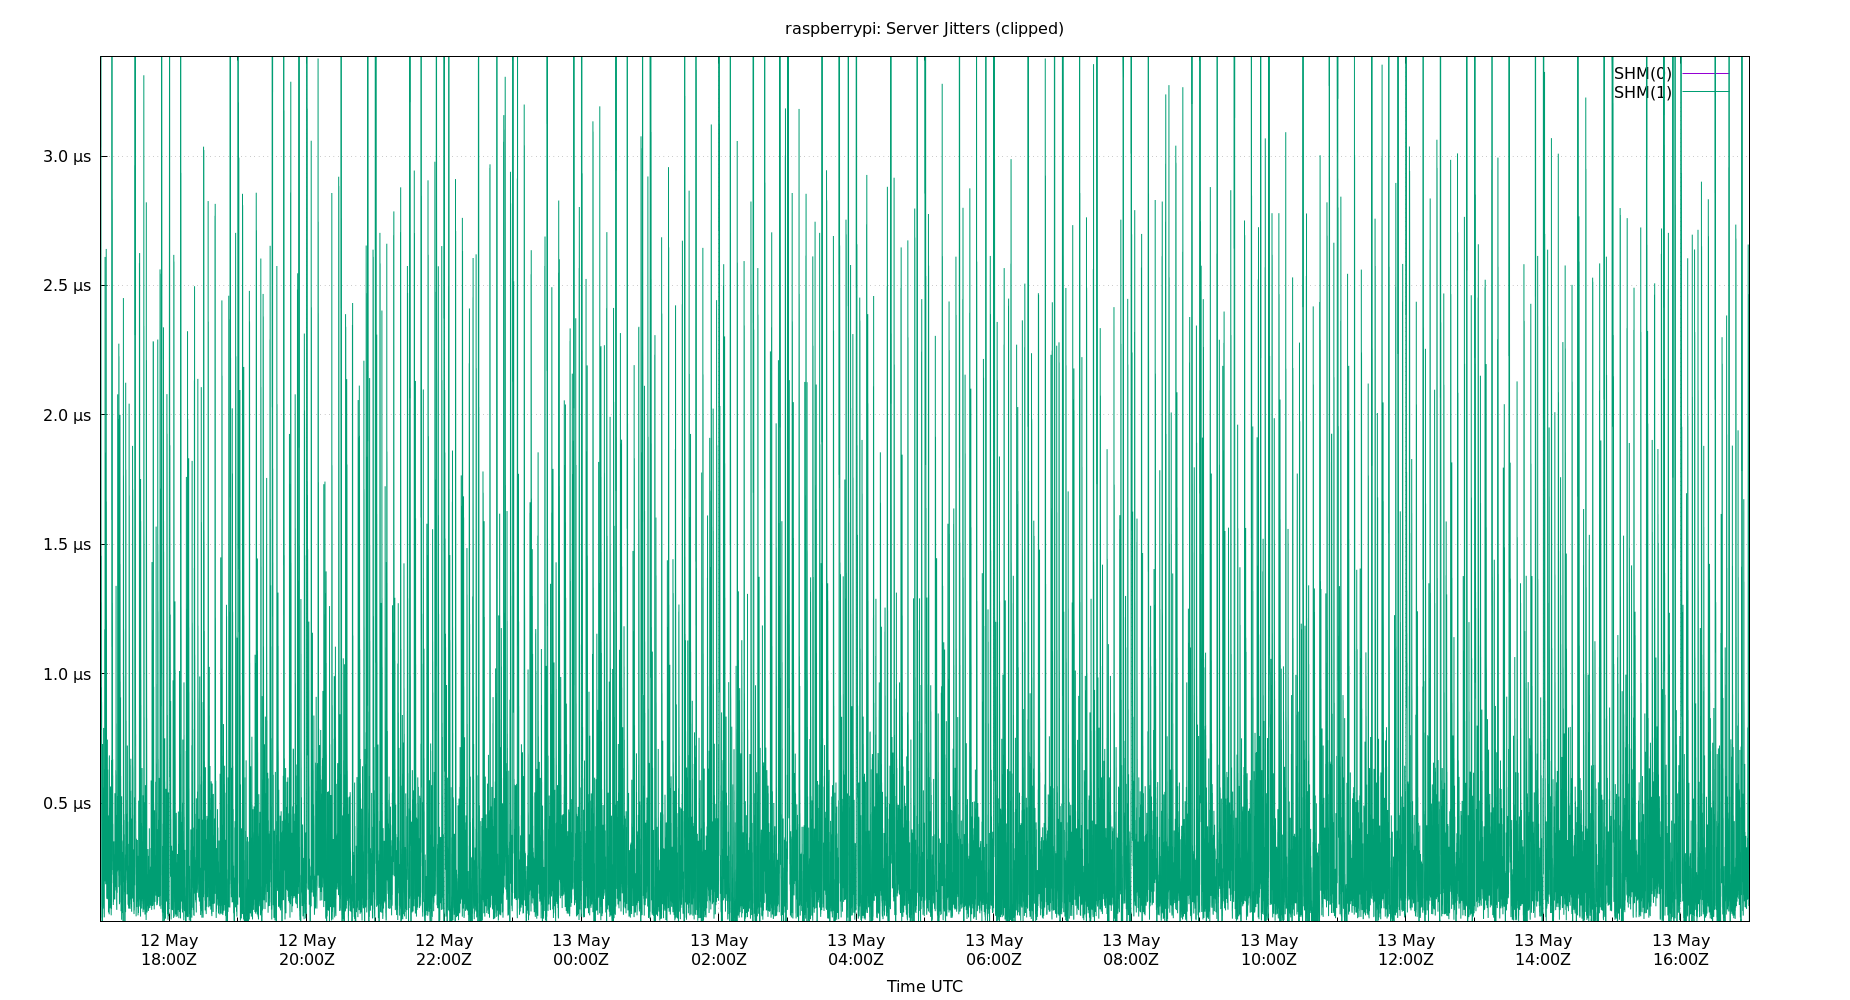 raspberrypi: Server Jitters (clipped)
SHM(0)
SHM(1)
3.0 µs
2.5 µs
2.0 µs
1.5 µs
1.0 µs
0.5 µs
12 May 12 May 12 May 13 May 13 May 13 May 13 May 13 May 13 May 13 May 13 May 13 May
18:00Z 20:00Z 22:00Z 00:00Z 02:00Z 04:00Z 06:00Z 08:00Z 10:00Z 12:00Z 14:00Z 16:00Z
Time UTC